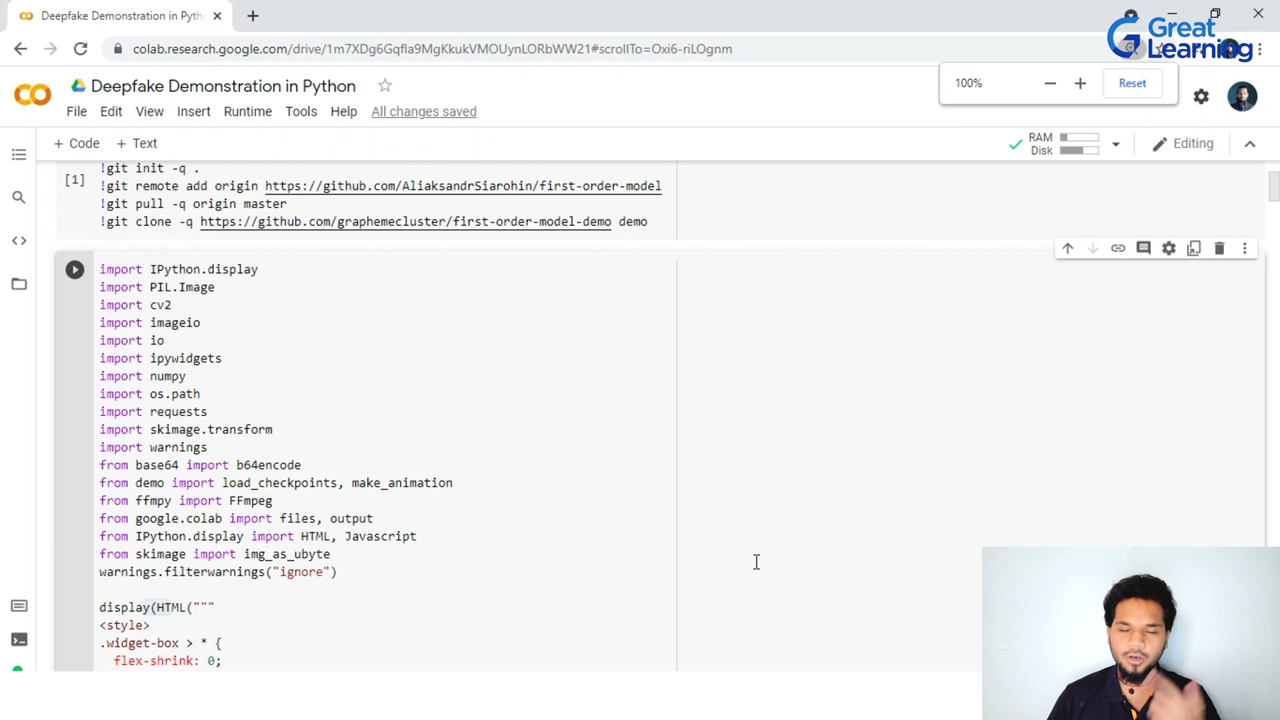 Deepfake Demonstration in Pyth
colab.research.google.com/drive/1m7XDg6Gqfla9MgKkukVMOUynLORbWW21#scrollTo=Oxi6-riLOgnm
Great Learning
Deepfake Demonstration in Python
100%
Reset
File Edit View Insert Runtime Tools Help All changes saved
+ Code + Text
RAM
Disk
Editing
!git init -q .
[1]
!git remote add origin https://github.com/AliaksandrSiarohin/first-order-model
!git pull -q origin master
!git clone -q https://github.com/graphemecluster/first-order-model-demo demo
import IPython.display
import PIL.Image
import cv2
import imageio
import io
import ipywidgets
import numpy
import os.path
import requests
import skimage.transform
import warnings
from base64 import b64encode
from demo import load_checkpoints, make_animation
from ffmpy import FFmpeg
from google.colab import files, output
from IPython.display import HTML, Javascript
from skimage import img_as_ubyte
warnings.filterwarnings("ignore")
display(HTML("""
<style>
.widget-box > * {
flex-shrink: 0;